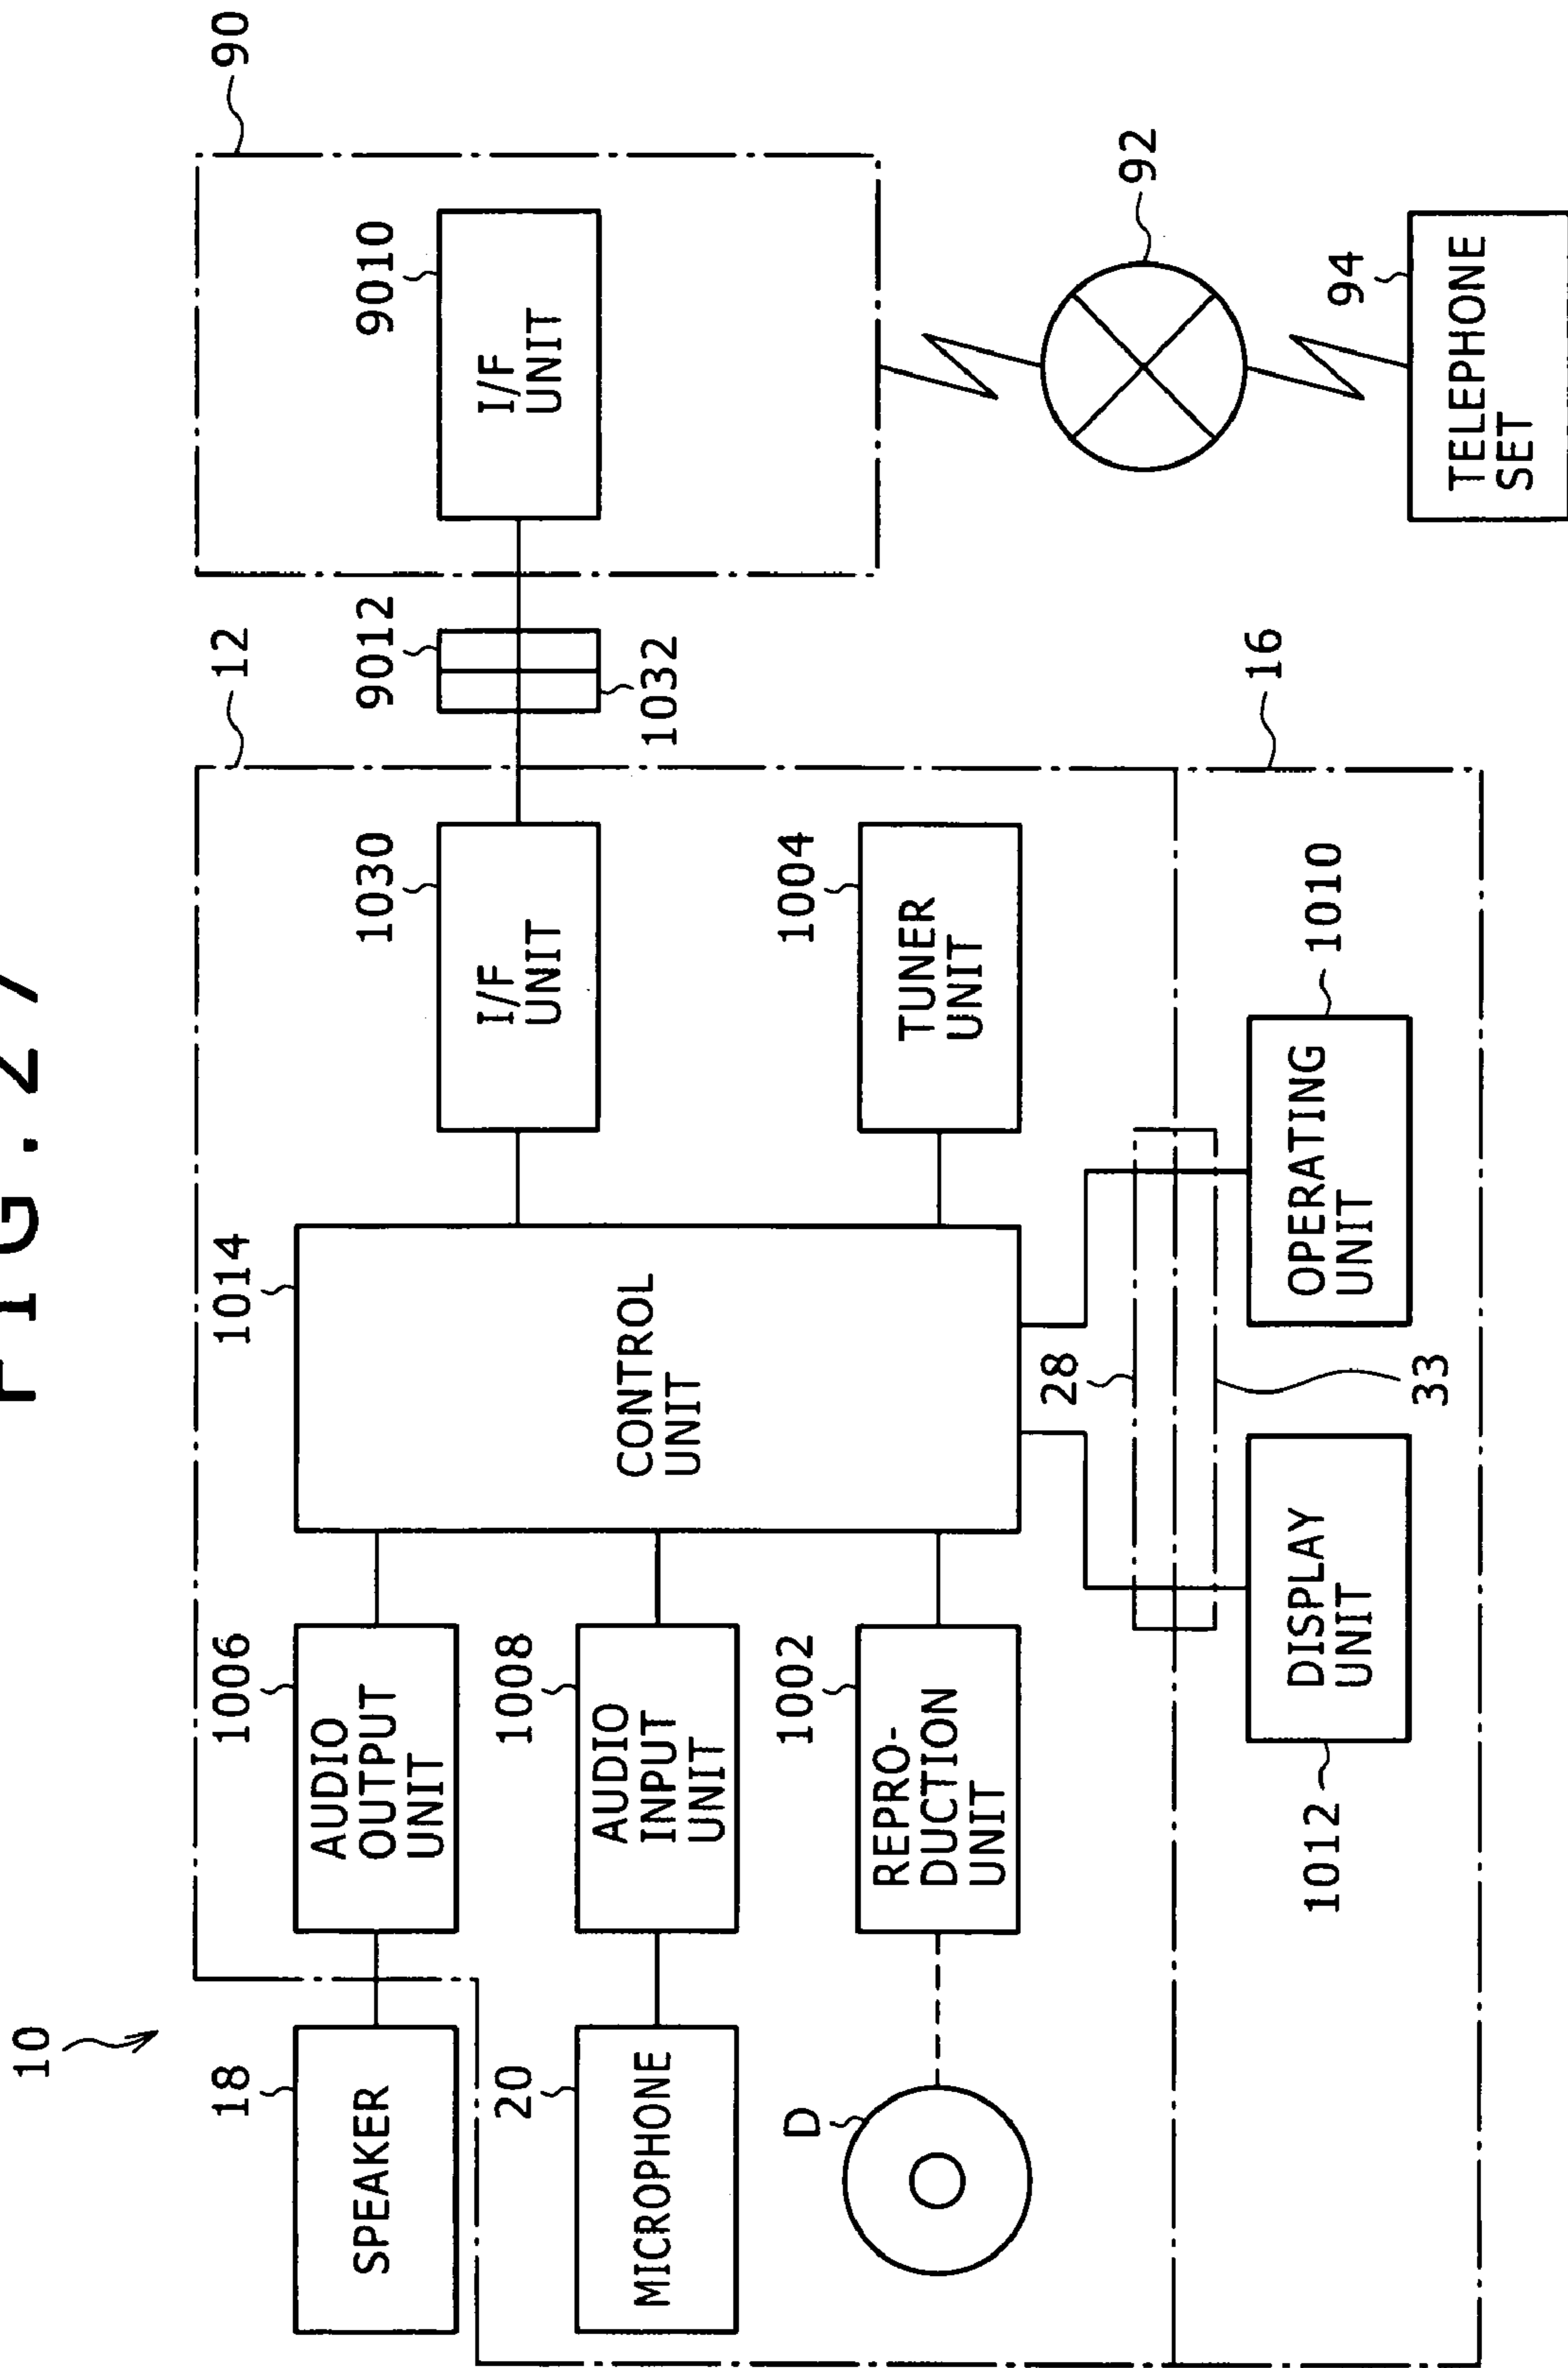 FIG. 27
10
18
SPEAKER
1006
AUDIO
OUTPUT
UNIT
1014
CONTROL
UNIT
12
1030
I/F
UNIT
9012
1032
90
9010
I/F
UNIT
20
MICROPHONE
1008
AUDIO
INPUT
UNIT
D
1002
REPRO-
DUCTION
UNIT
1004
TUNER
UNIT
92
28
33
16
1012
DISPLAY
UNIT
1010
OPERATING
UNIT
94
TELEPHONE
SET